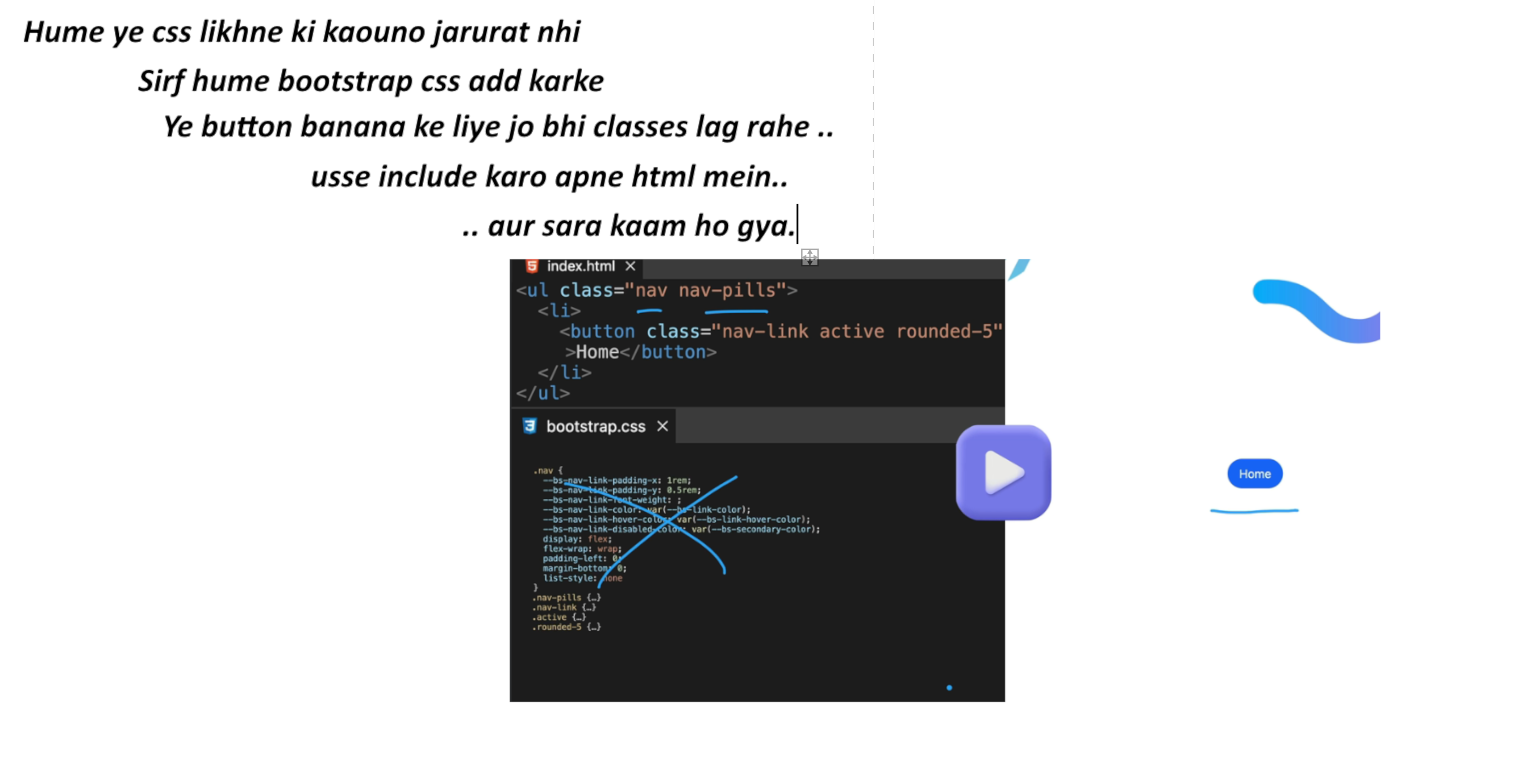 Hume ye css likhne ki kaouno jarurat nhi
Sirf hume bootstrap css add karke
Ye button banana ke liye jo bhi classes lag rahe ..
usse include karo apne html mein..
.. aur sara kaam ho gya.
index.html
<ul class="nav nav-pills">
<li>
<button class="nav-link active rounded-5"
>Home</button>
</li>
</ul>
bootstrap.css
.nav {
--bs-nav-link-padding-x: 1rem;
--bs-nav-link-padding-y: 0.5rem;
--bs-nav-link-font-weight: ;
--bs-nav-link-color: var(--bs-link-color);
--bs-nav-link-hover-color: var(--bs-link-hover-color);
--bs-nav-link-disabled-color: var(--bs-secondary-color);
display: flex;
flex-wrap: wrap;
padding-left: 0;
margin-bottom: 0;
list-style: none
}
.nav-pills {…}
.nav-link {…}
.active {…}
.rounded-5 {…}
Home